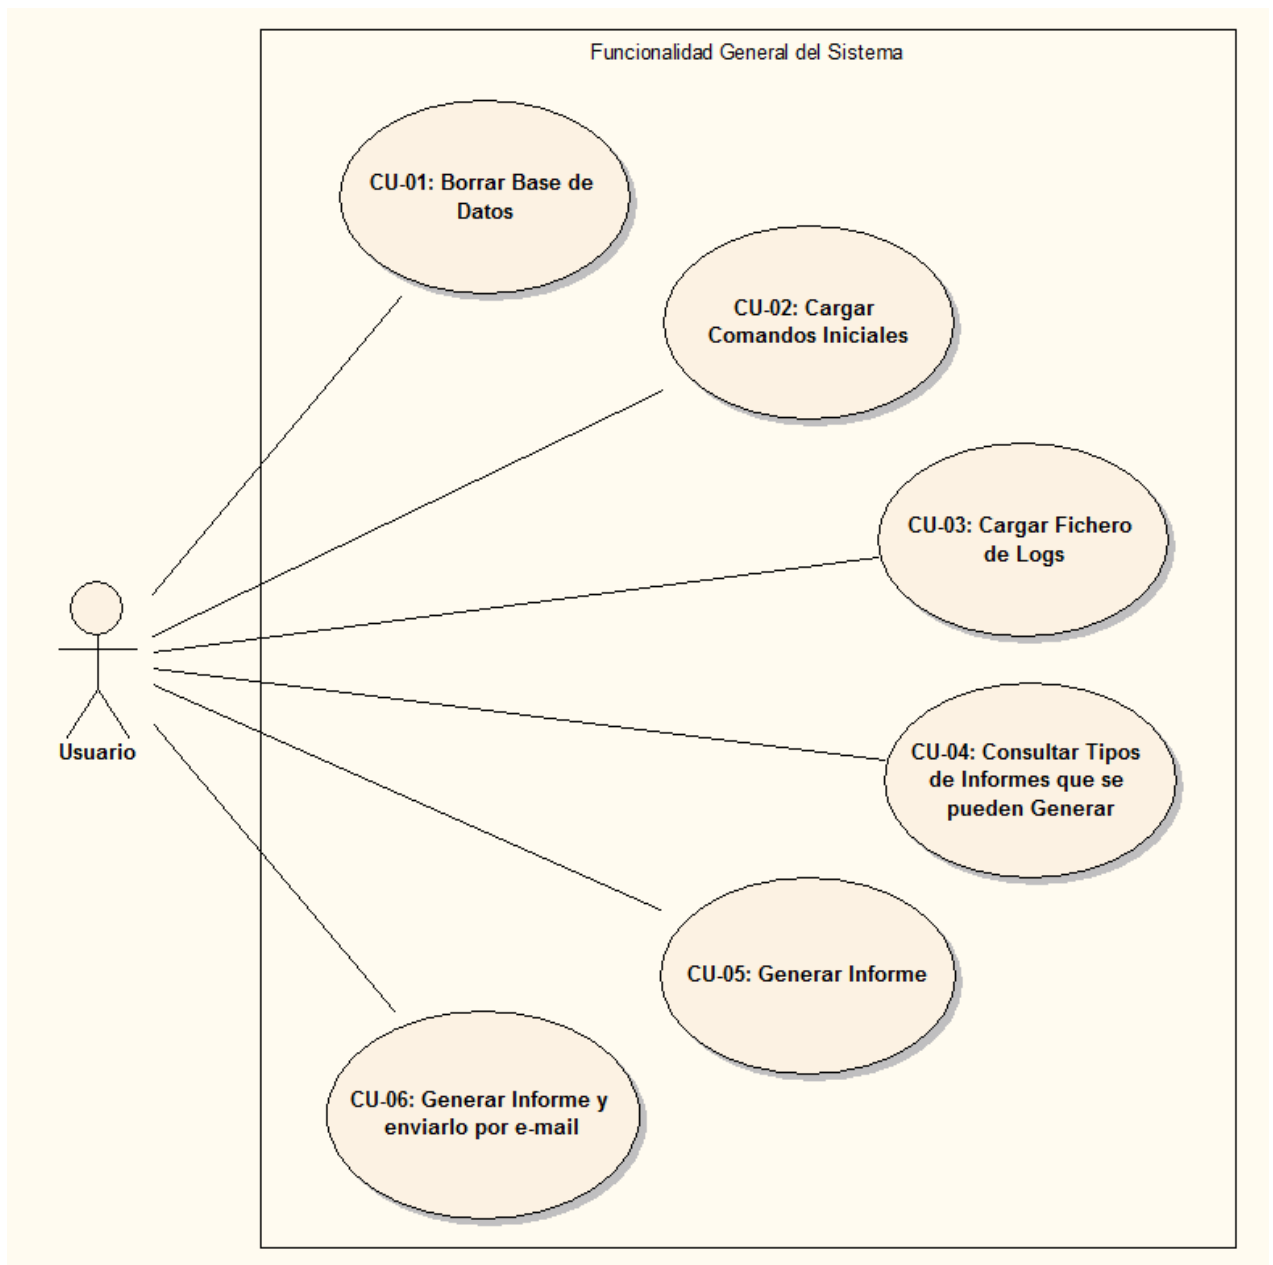 Funcionalidad General del Sistema
CU-01: Borrar Base de
Datos
CU-02: Cargar
Comandos Iniciales
CU-03: Cargar Fichero
de Logs
Usuario
CU-04: Consultar Tipos
de Informes que se
pueden Generar
CU-05: Generar Informe
CU-06: Generar Informe y
enviarlo por e-mail